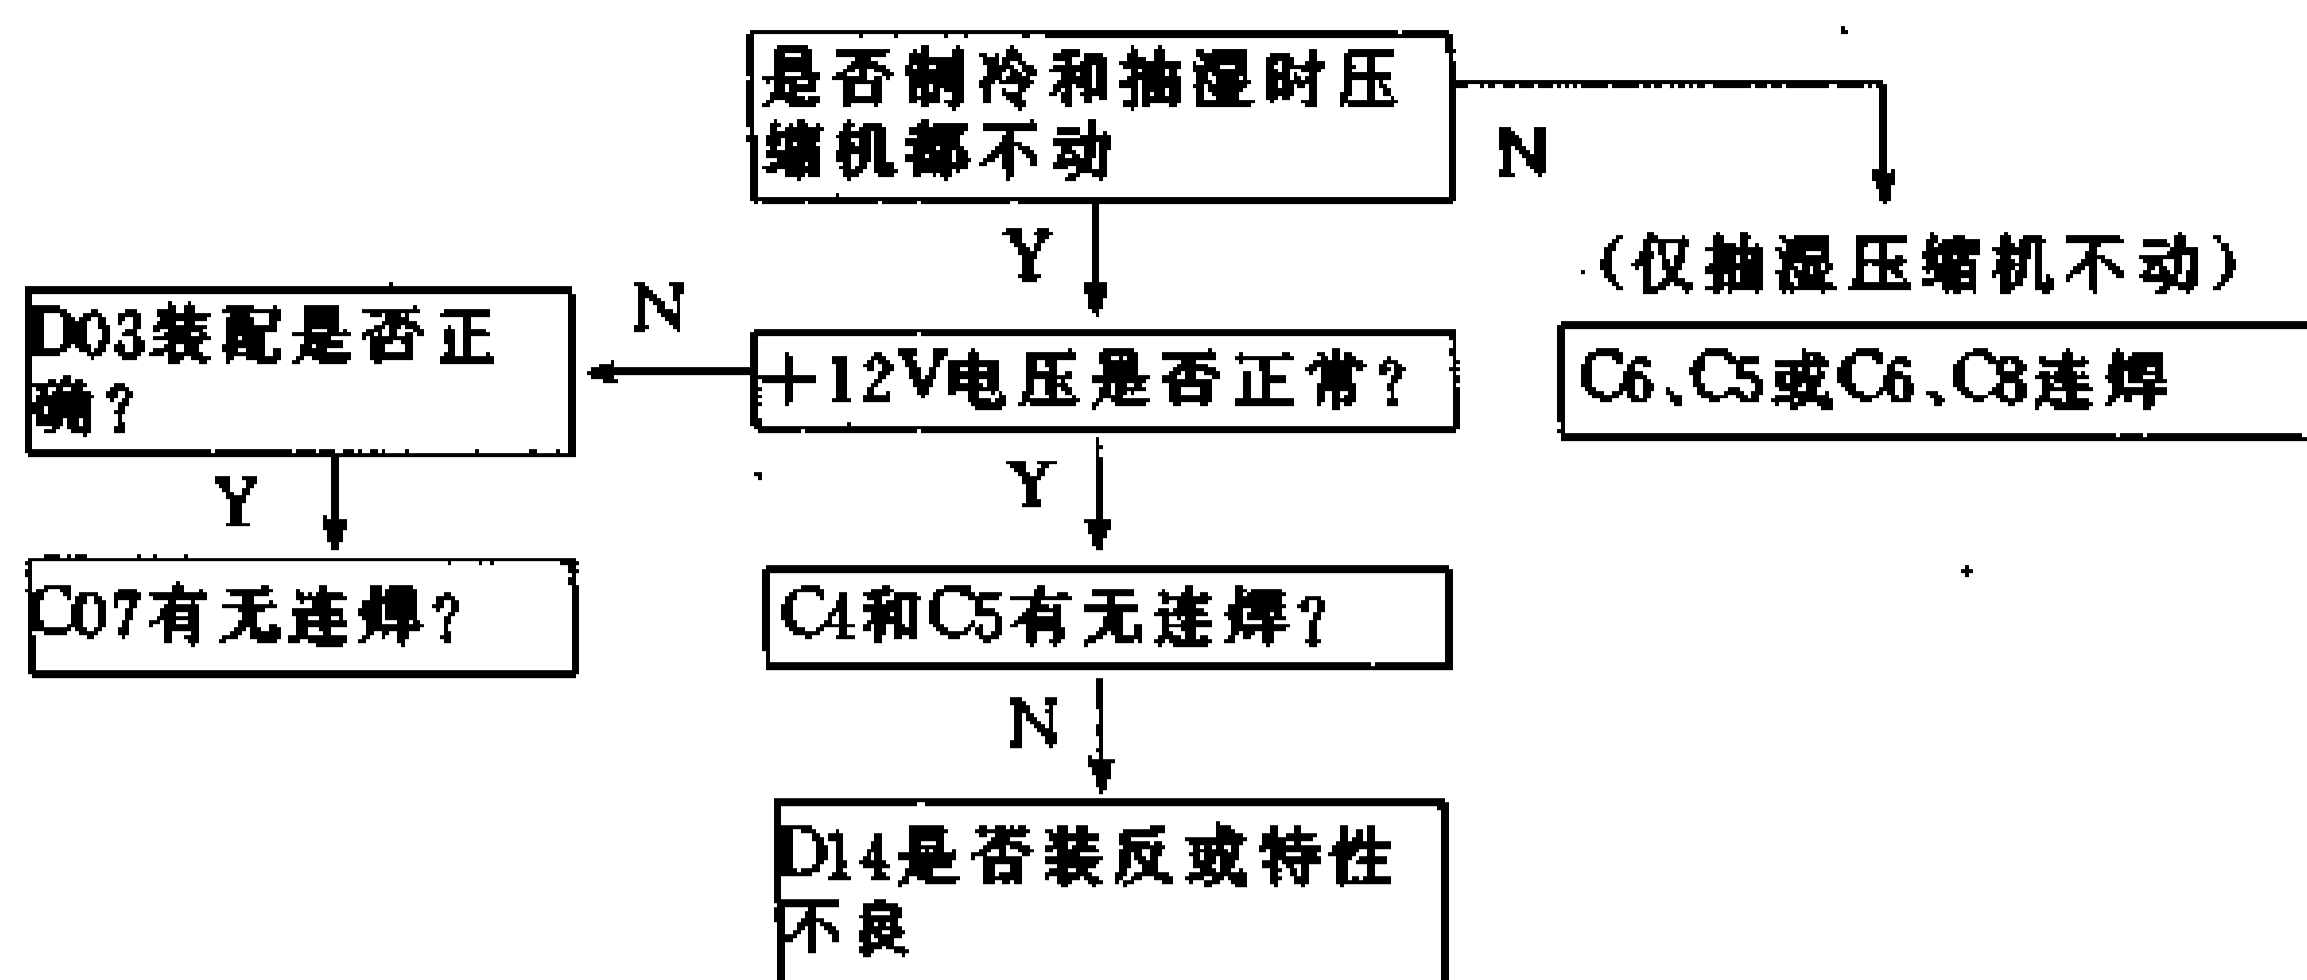 是否制冷和抽湿时压
缩机都不动
N
Y
(仅抽湿压缩机不动)
N
D03装配是否正
确?
+12V电压是否正常?
C6、C5或C6、C8连焊
Y
Y
C07有无连焊?
C4和C5有无连焊?
N
D14是否装反或特性
不良